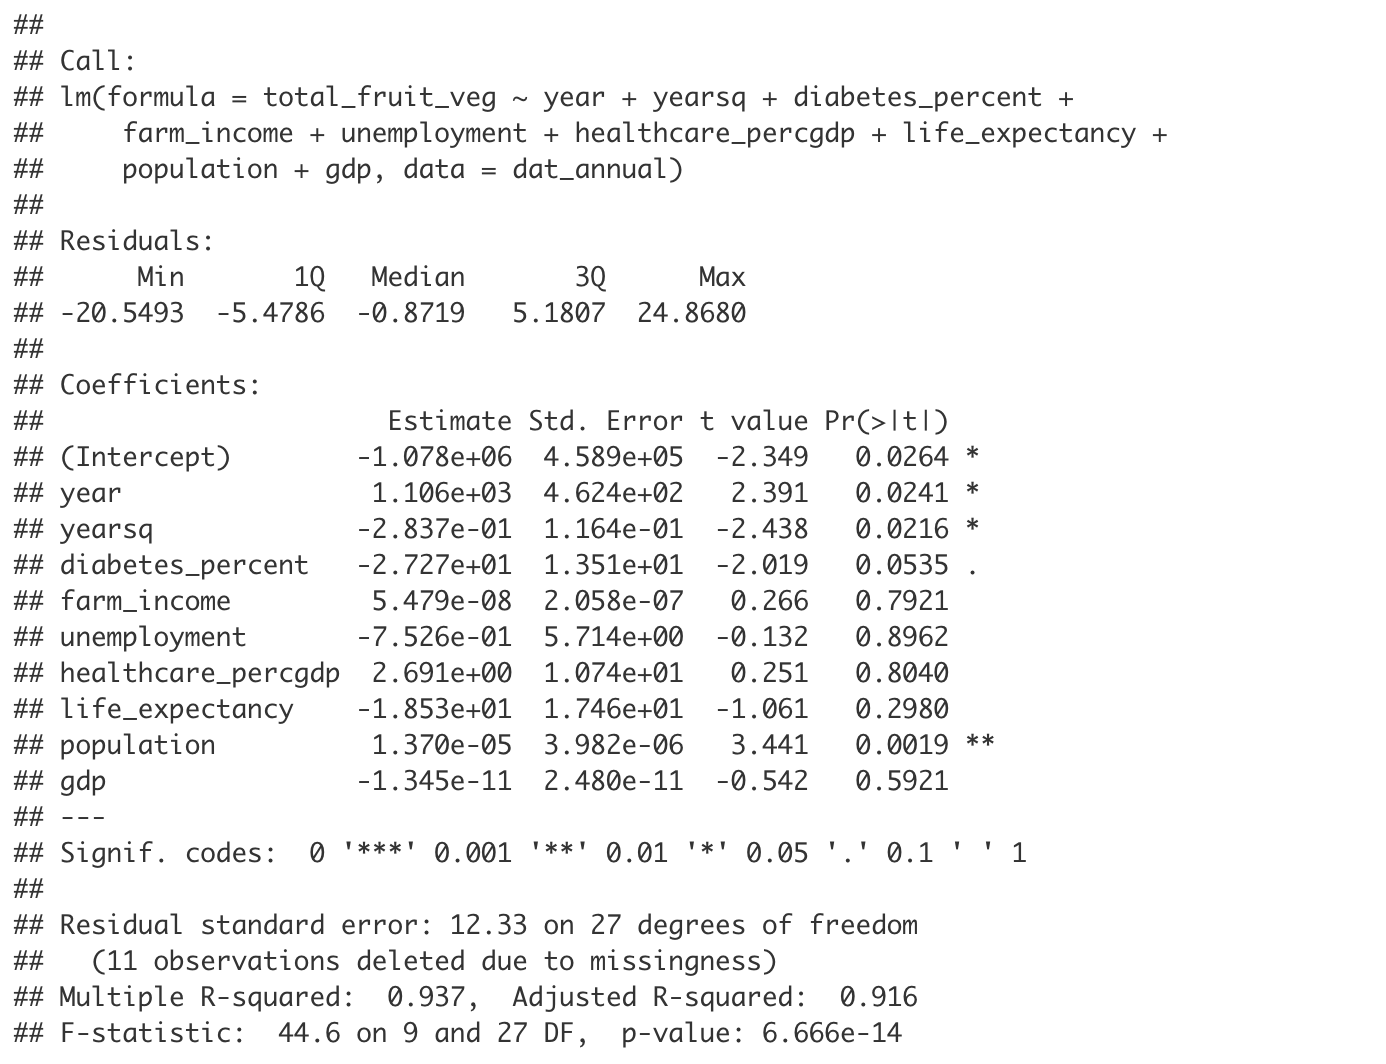 ##
## Call:
## lm(formula = total_fruit_veg ~ year + yearsq + diabetes_percent +
##     farm_income + unemployment + healthcare_percgdp + life_expectancy +
##     population + gdp, data = dat_annual)
##
## Residuals:
##      Min       1Q   Median       3Q      Max
## -20.5493  -5.4786  -0.8719   5.1807  24.8680
##
## Coefficients:
##                      Estimate Std. Error t value Pr(>|t|)
## (Intercept)        -1.078e+06  4.589e+05  -2.349   0.0264 *
## year                1.106e+03  4.624e+02   2.391   0.0241 *
## yearsq             -2.837e-01  1.164e-01  -2.438   0.0216 *
## diabetes_percent   -2.727e+01  1.351e+01  -2.019   0.0535 .
## farm_income         5.479e-08  2.058e-07   0.266   0.7921
## unemployment       -7.526e-01  5.714e+00  -0.132   0.8962
## healthcare_percgdp  2.691e+00  1.074e+01   0.251   0.8040
## life_expectancy    -1.853e+01  1.746e+01  -1.061   0.2980
## population          1.370e-05  3.982e-06   3.441   0.0019 **
## gdp                -1.345e-11  2.480e-11  -0.542   0.5921
## ---
## Signif. codes:  0 '***' 0.001 '**' 0.01 '*' 0.05 '.' 0.1 ' ' 1
##
## Residual standard error: 12.33 on 27 degrees of freedom
##   (11 observations deleted due to missingness)
## Multiple R-squared:  0.937,  Adjusted R-squared:  0.916
## F-statistic:  44.6 on 9 and 27 DF,  p-value: 6.666e-14